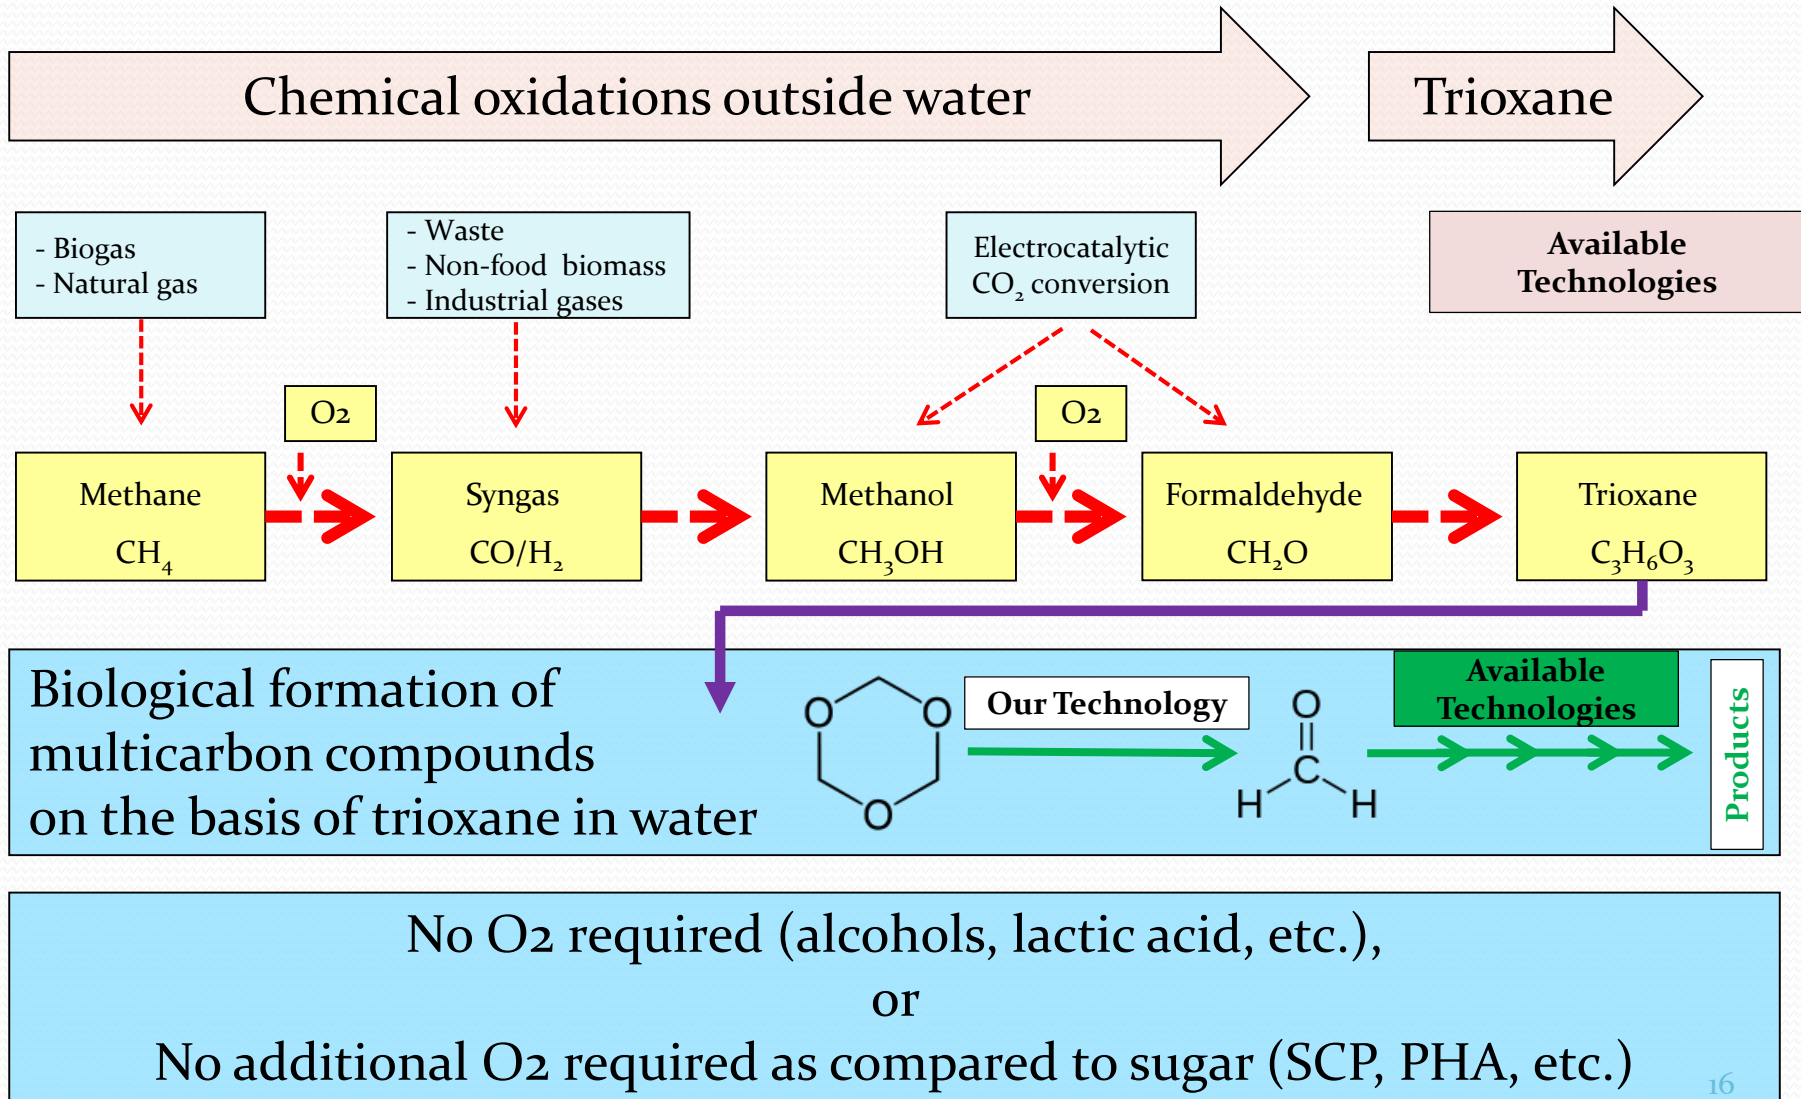 Chemical oxidations outside water
Trioxane
- Biogas
- Natural gas
- Waste
- Non-food biomass
- Industrial gases
Electrocatalytic
CO₂ conversion
Available
Technologies
O2
O2
Methane
CH₄
Syngas
CO/H₂
Methanol
CH₃OH
Formaldehyde
CH₂O
Trioxane
C₃H₆O₃
Biological formation of
multicarbon compounds
on the basis of trioxane in water
O
O
O
Our Technology
O
C
H
H
Available
Technologies
Products
No O2 required (alcohols, lactic acid, etc.),
or
No additional O2 required as compared to sugar (SCP, PHA, etc.)
16